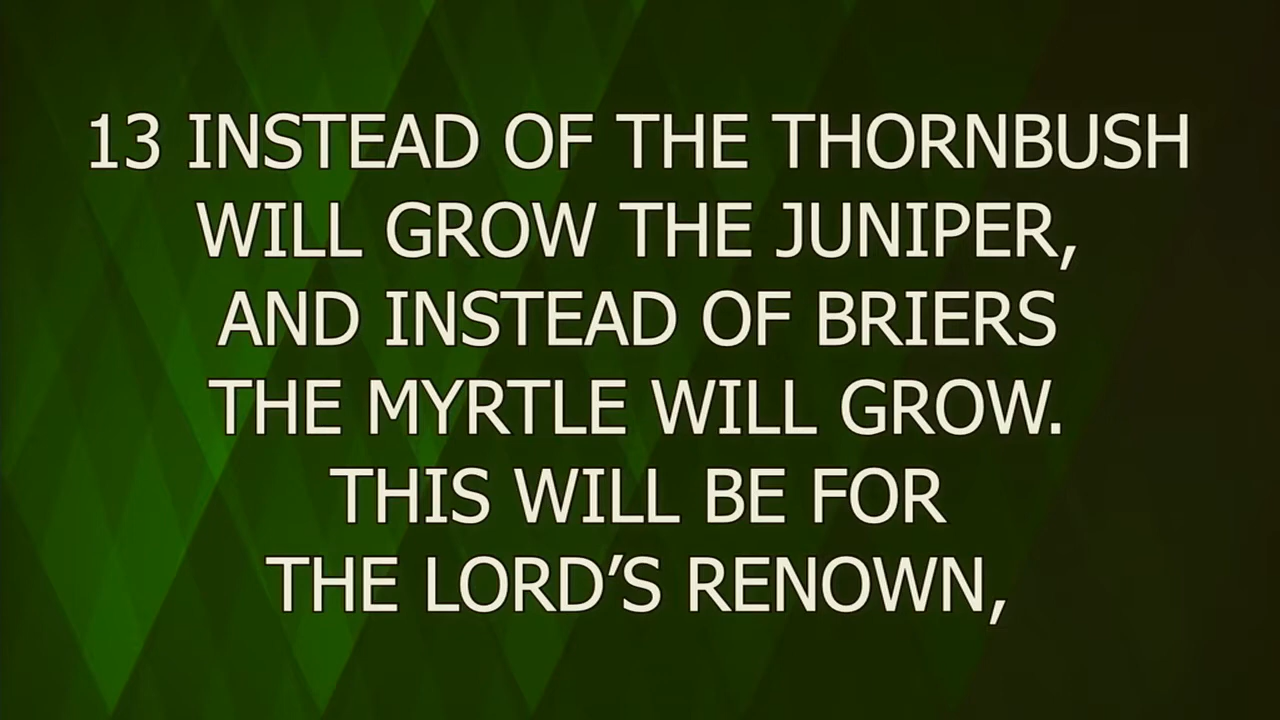 13 INSTEAD OF THE THORNBUSH
WILL GROW THE JUNIPER,
AND INSTEAD OF BRIERS
THE MYRTLE WILL GROW.
THIS WILL BE FOR
THE LORD’S RENOWN,